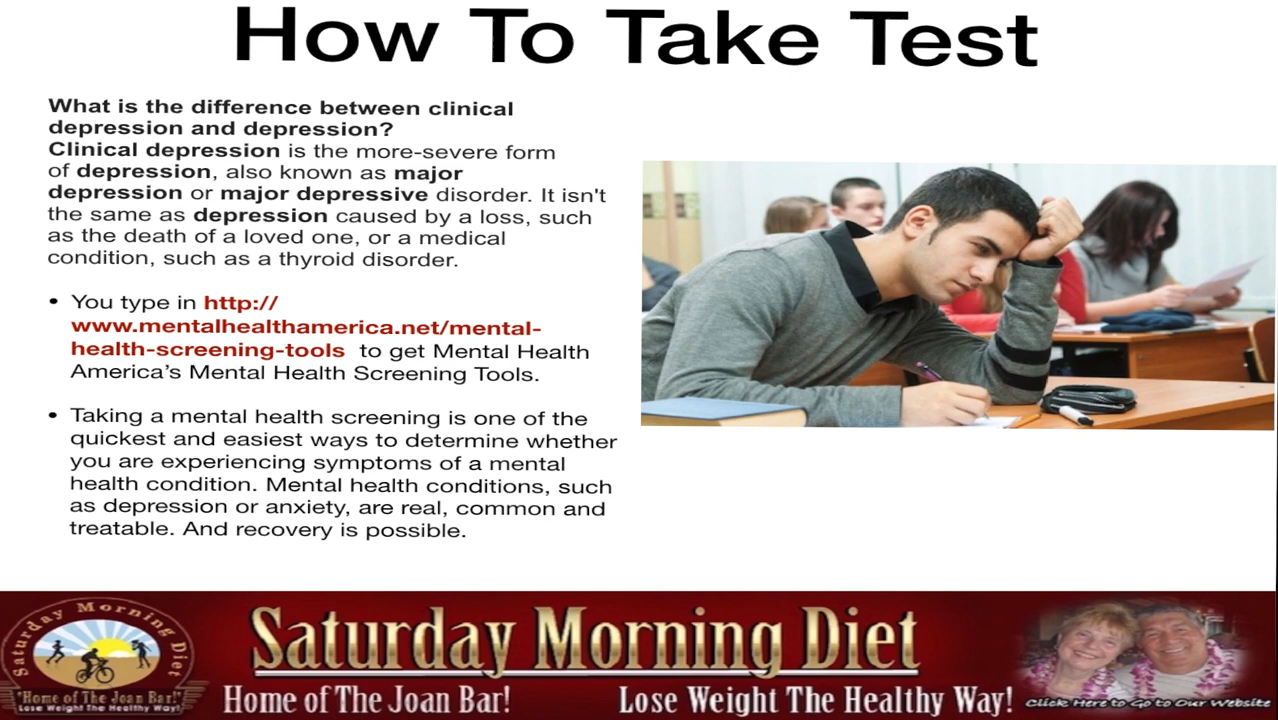 How To Take Test
What is the difference between clinical
depression and depression?
Clinical depression is the more-severe form
of depression, also known as major
depression or major depressive disorder. It isn't
the same as depression caused by a loss, such
as the death of a loved one, or a medical
condition, such as a thyroid disorder.
• You type in http://
www.mentalhealthamerica.net/mental-
health-screening-tools to get Mental Health
America's Mental Health Screening Tools.
• Taking a mental health screening is one of the
quickest and easiest ways to determine whether
you are experiencing symptoms of a mental
health condition. Mental health conditions, such
as depression or anxiety, are real, common and
treatable. And recovery is possible.
Saturday Morning Diet
"Home of The Joan Bar!"
Lose Weight The Healthy Way!
Saturday Morning Diet
Home of The Joan Bar! Lose Weight The Healthy Way!
Click Here to Go to Our Website